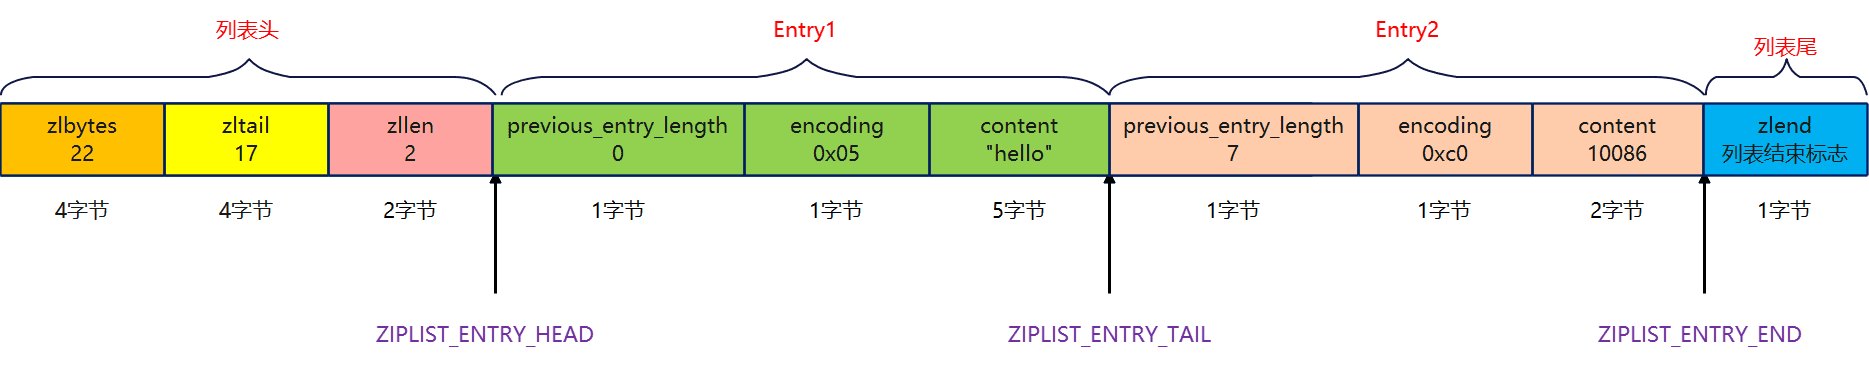 列表头
Entry1
Entry2
列表尾
zlbytes
22
zltail
17
zllen
2
previous_entry_length
0
encoding
0x05
content
"hello"
previous_entry_length
7
encoding
0xc0
content
10086
zlend
列表结束标志
4字节
4字节
2字节
1字节
1字节
5字节
1字节
1字节
2字节
1字节
ZIPLIST_ENTRY_HEAD
ZIPLIST_ENTRY_TAIL
ZIPLIST_ENTRY_END